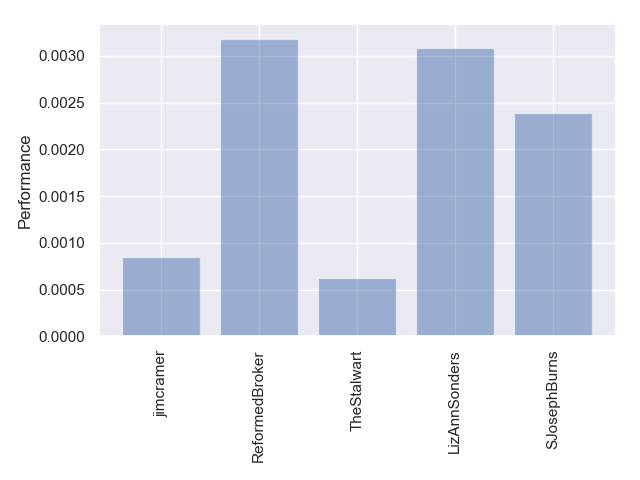 0.0030
0.0025
0.0020
0.0015
0.0010
0.0005
0.0000
Performance
jimcramer
ReformedBroker
TheStalwart
LizAnnSonders
SJosephBurns